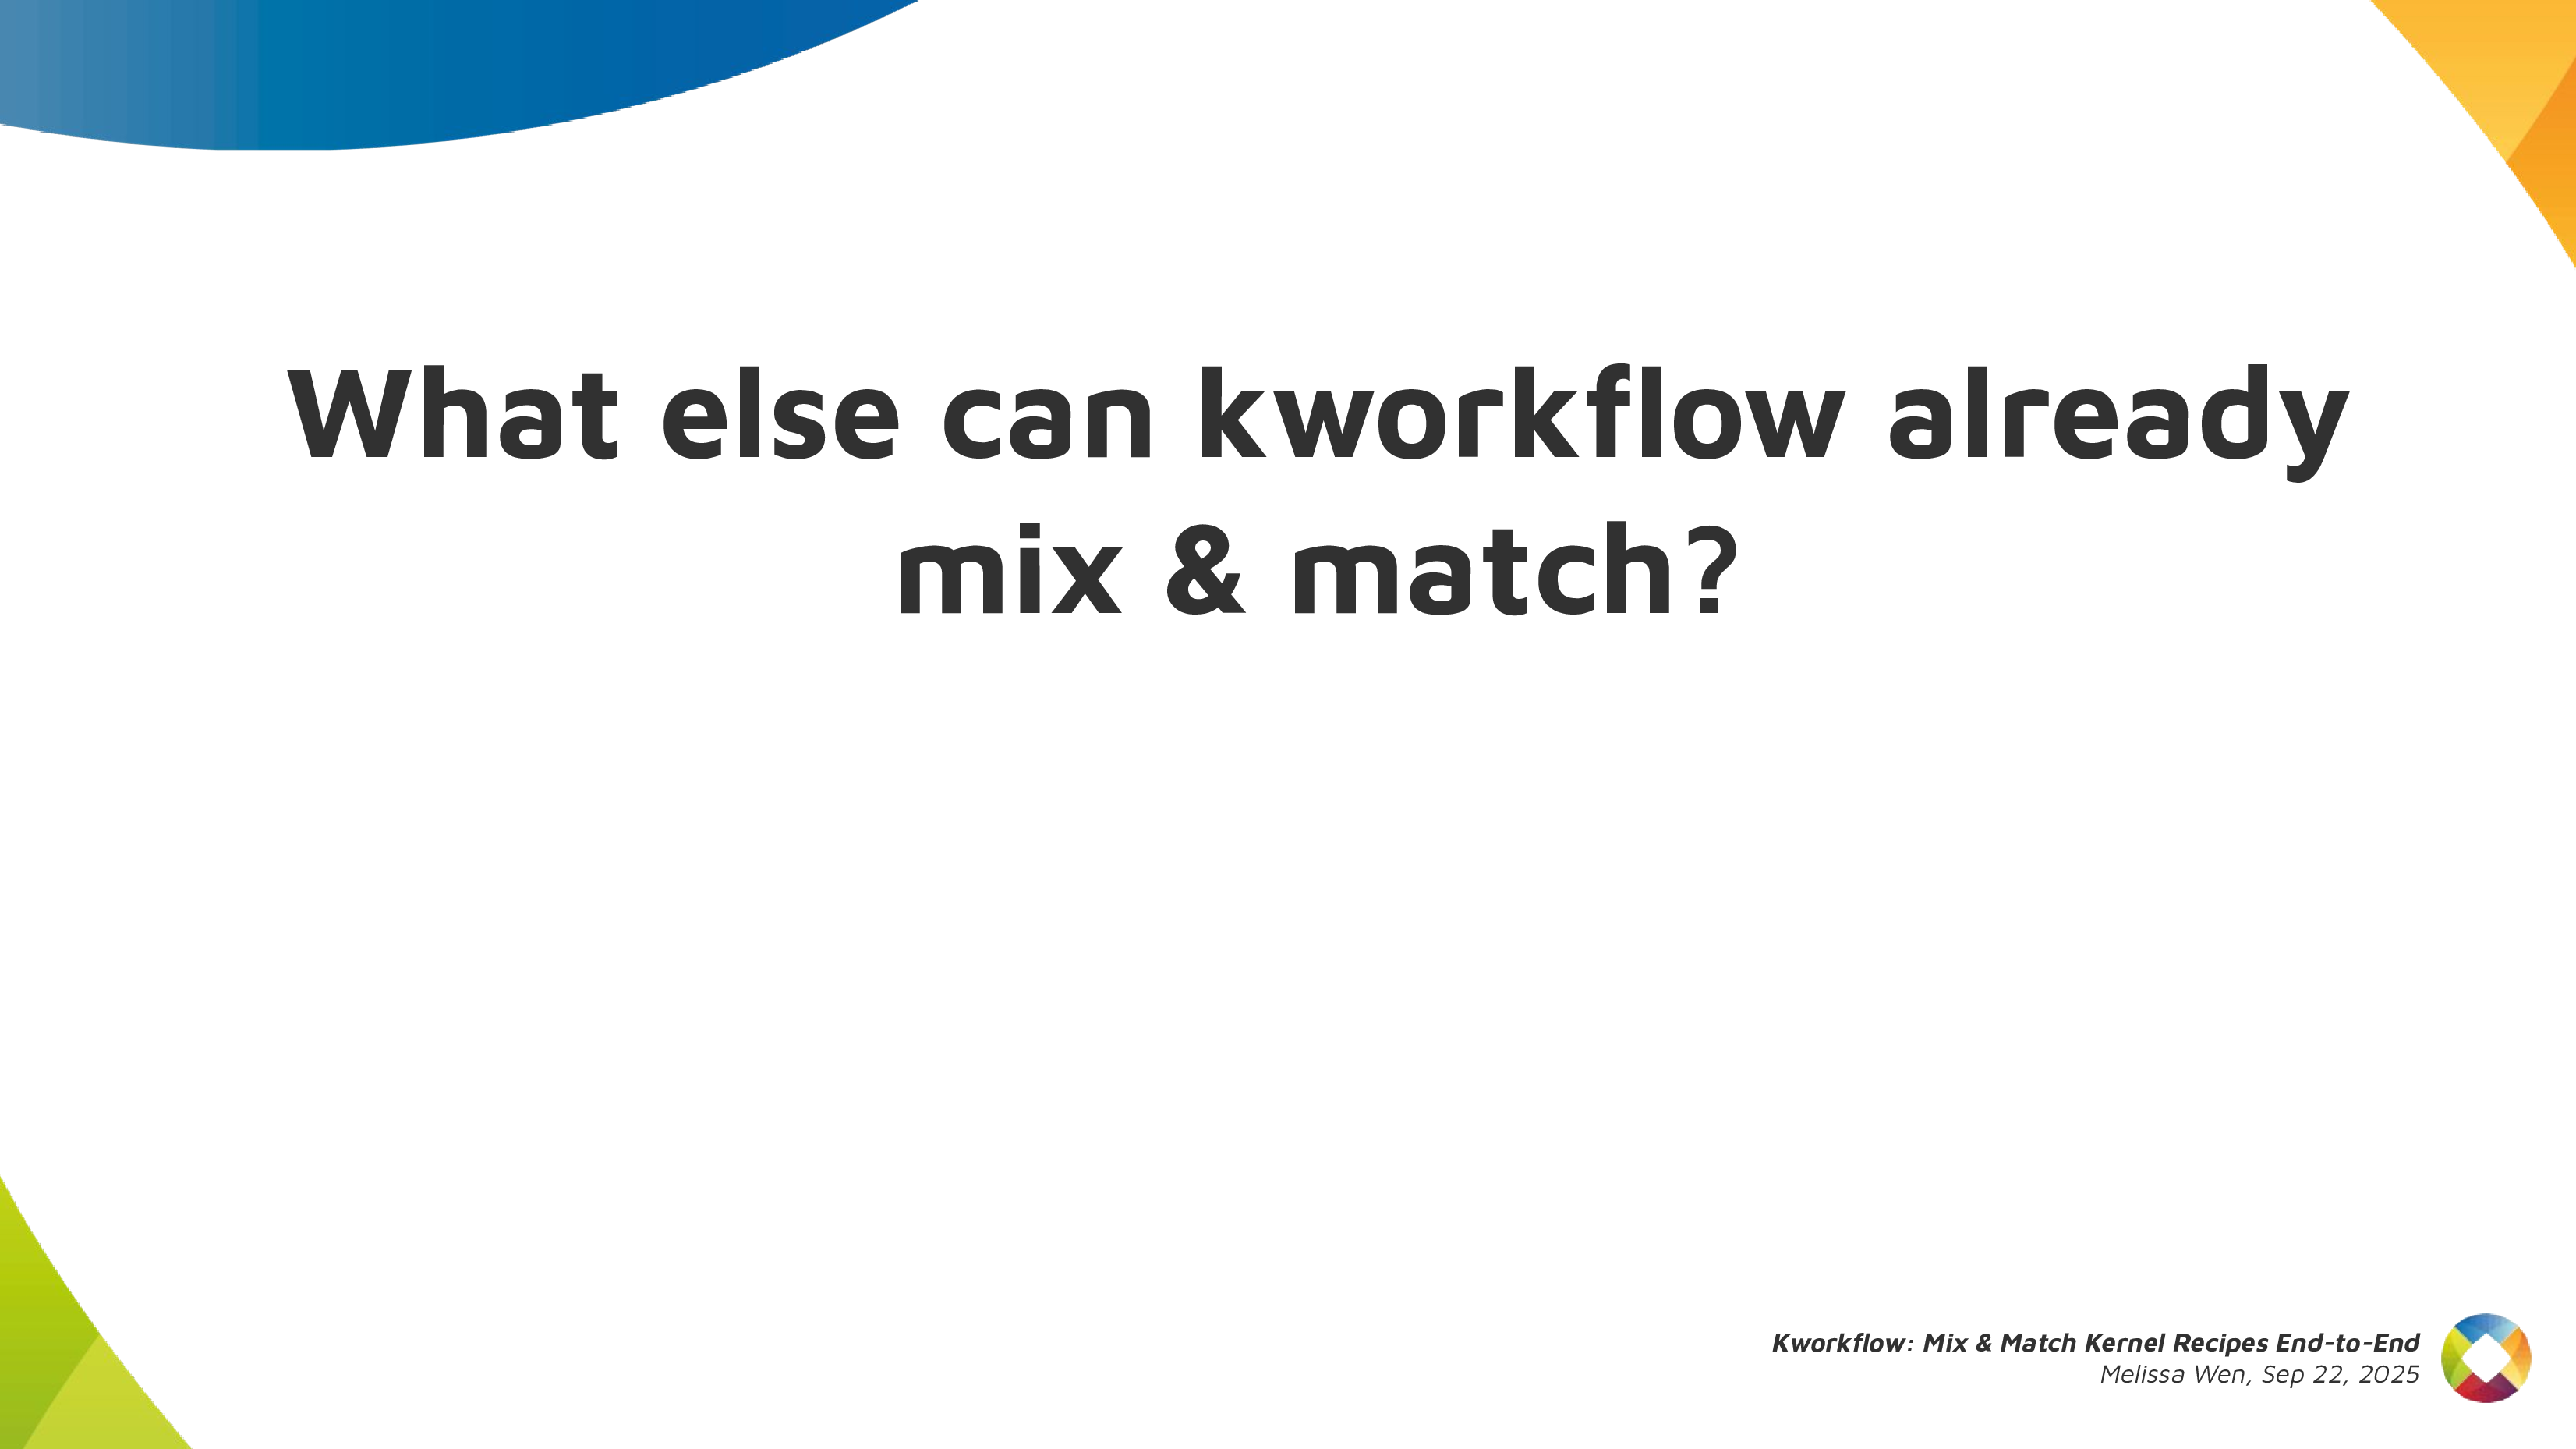 What else can kworkflow already
mix & match?
Kworkflow: Mix & Match Kernel Recipes End-to-End
Melissa Wen, Sep 22, 2025